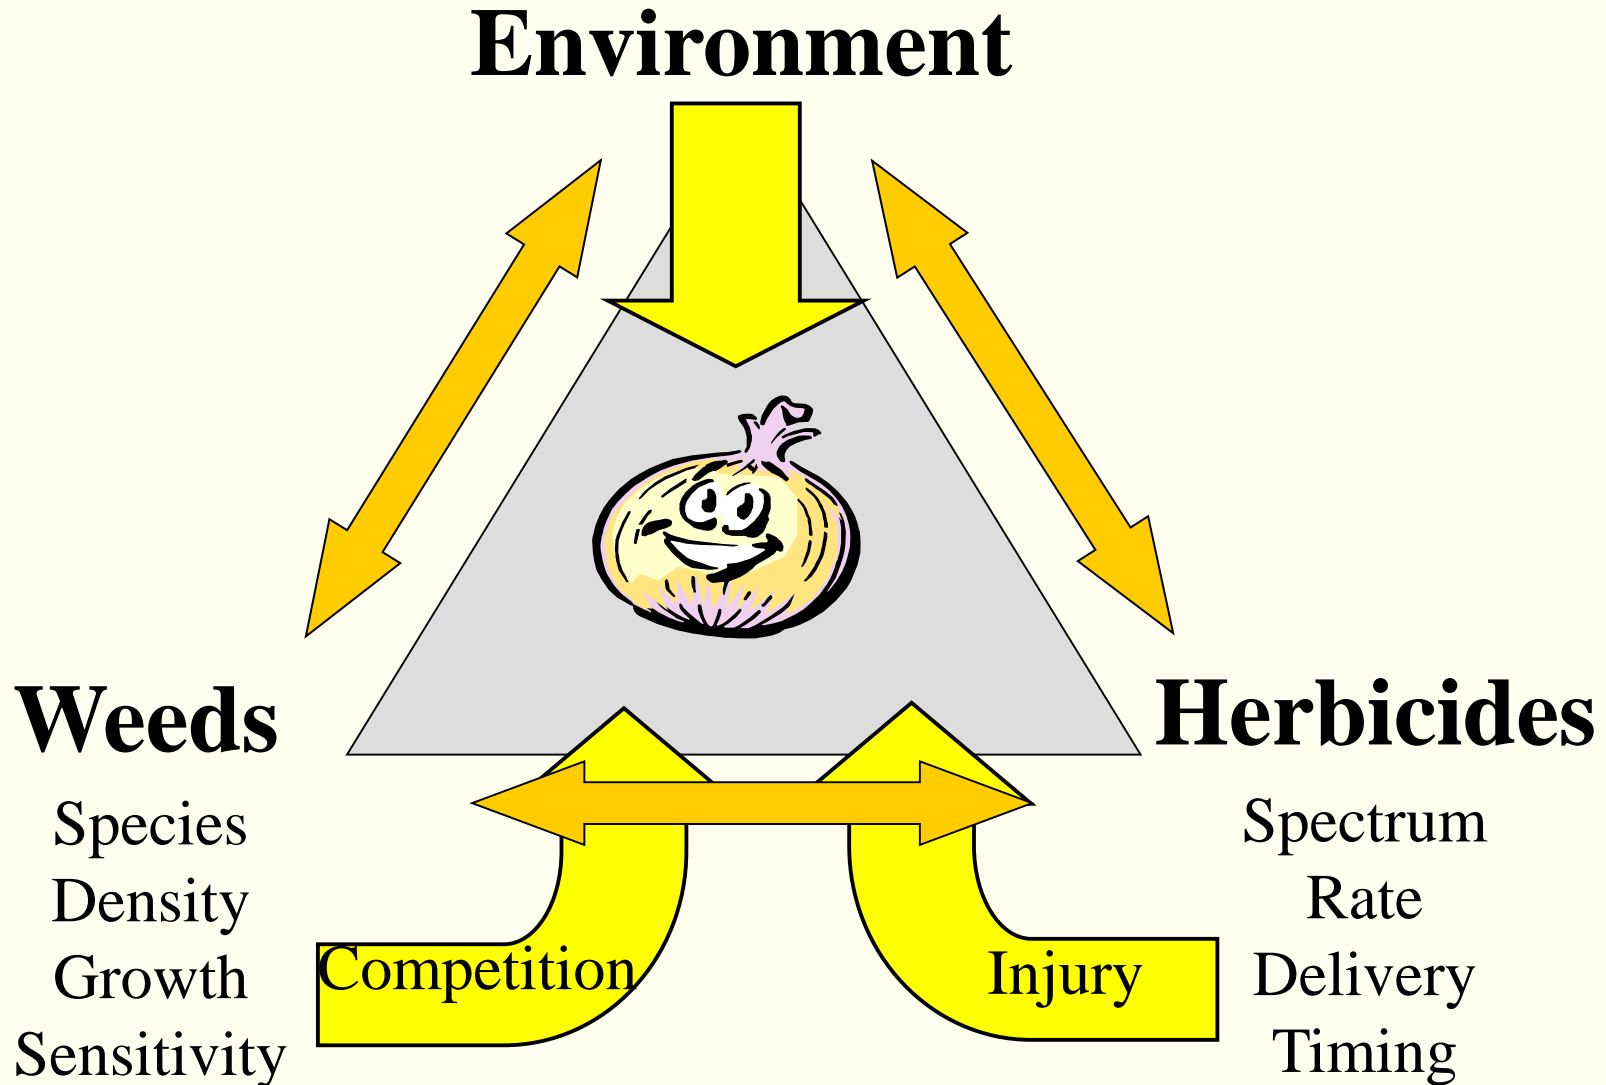 Environment
Weeds
Species
Density
Growth
Sensitivity
Competition
Injury
Herbicides
Spectrum
Rate
Delivery
Timing